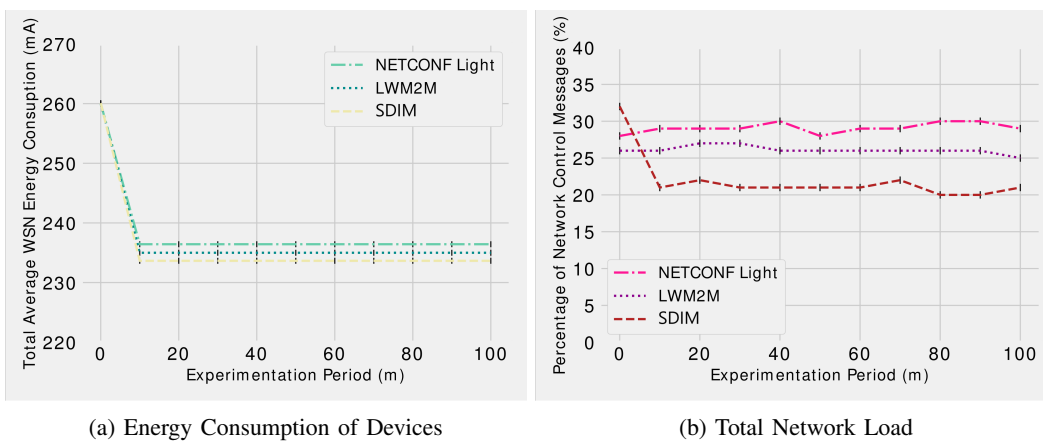 Total Average WSN Energy Consuption (mA)
270
260
250
240
230
220
NETCONF Light
LWM2M
SDIM
0 20 40 60 80 100
Experimentation Period (m)
(a) Energy Consumption of Devices
Percentage of Network Control Messages (%)
40
35
30
25
20
15
10
5
0
NETCONF Light
LWM2M
SDIM
0 20 40 60 80 100
Experimentation Period (m)
(b) Total Network Load